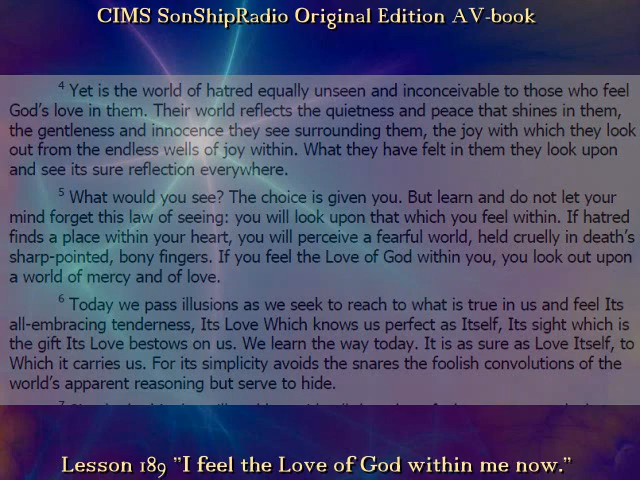 CIMS SonShipRadio Original Edition AV-book
4 Yet is the world of hatred equally unseen and inconceivable to those who feel
God's love in them. Their world reflects the quietness and peace that shines in them,
the gentleness and innocence they see surrounding them, the joy with which they look
out from the endless wells of joy within. What they have felt in them they look upon
and see its sure reflection everywhere.
5 What would you see? The choice is given you. But learn and do not let your
mind forget this law of seeing: you will look upon that which you feel within. If hatred
finds a place within your heart, you will perceive a fearful world, held cruelly in death's
sharp-pointed, bony fingers. If you feel the Love of God within you, you look out upon
a world of mercy and of love.
6 Today we pass illusions as we seek to reach to what is true in us and feel Its
all-embracing tenderness, Its Love Which knows us perfect as Itself, Its sight which is
the gift Its Love bestows on us. We learn the way today. It is as sure as Love Itself, to
Which it carries us. For its simplicity avoids the snares the foolish convolutions of the
world's apparent reasoning but serve to hide.
Lesson 189 "I feel the Love of God within me now."